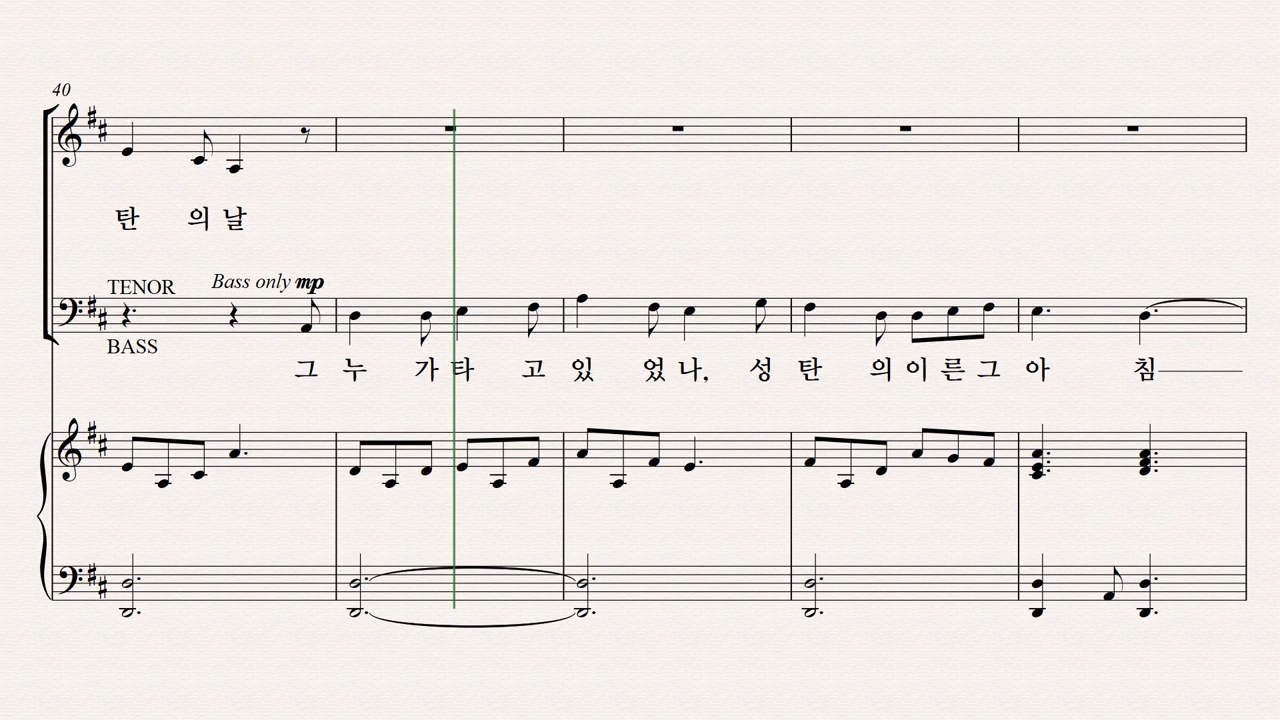 40
탄 의 날
TENOR Bass only mp
BASS
그 누 가 타 고 있 었 나, 성 탄 의 이 른 그 아 침